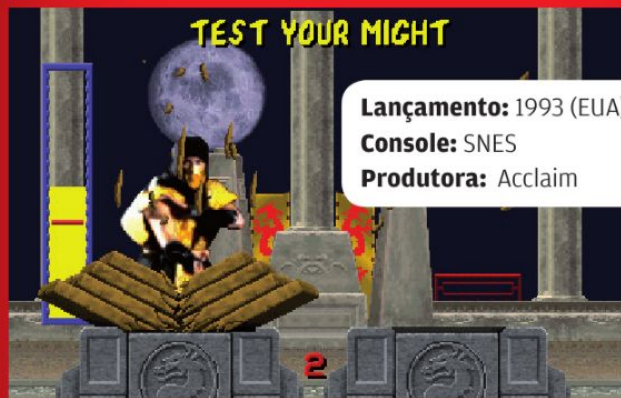 TEST YOUR MIGHT
Lançamento: 1993 (EUA)
Console: SNES
Produtora: Acclaim
2